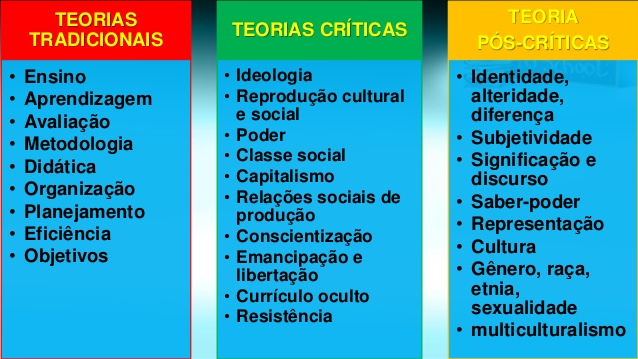 TEORIAS
TRADICIONAIS
• Ensino
• Aprendizagem
• Avaliação
• Metodologia
• Didática
• Organização
• Planejamento
• Eficiência
• Objetivos
TEORIAS CRÍTICAS
• Ideologia
• Reprodução cultural
e social
• Poder
• Classe social
• Capitalismo
• Relações sociais de
produção
• Conscientização
• Emancipação e
libertação
• Currículo oculto
• Resistência
TEORIA
PÓS-CRÍTICAS
• Identidade,
alteridade,
diferença
• Subjetividade
• Significação e
discurso
• Saber-poder
• Representação
• Cultura
• Gênero, raça,
etnia,
sexualidade
• multiculturalismo